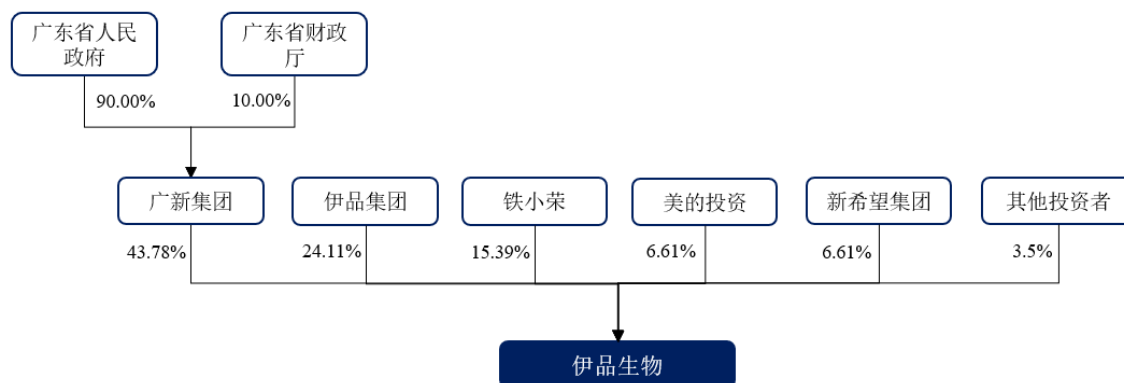 广东省人民
政府
广东省财政
厅
90.00%
10.00%
广新集团
伊品集团
铁小荣
美的投资
新希望集团
其他投资者
43.78%
24.11%
15.39%
6.61%
6.61%
3.5%
伊品生物